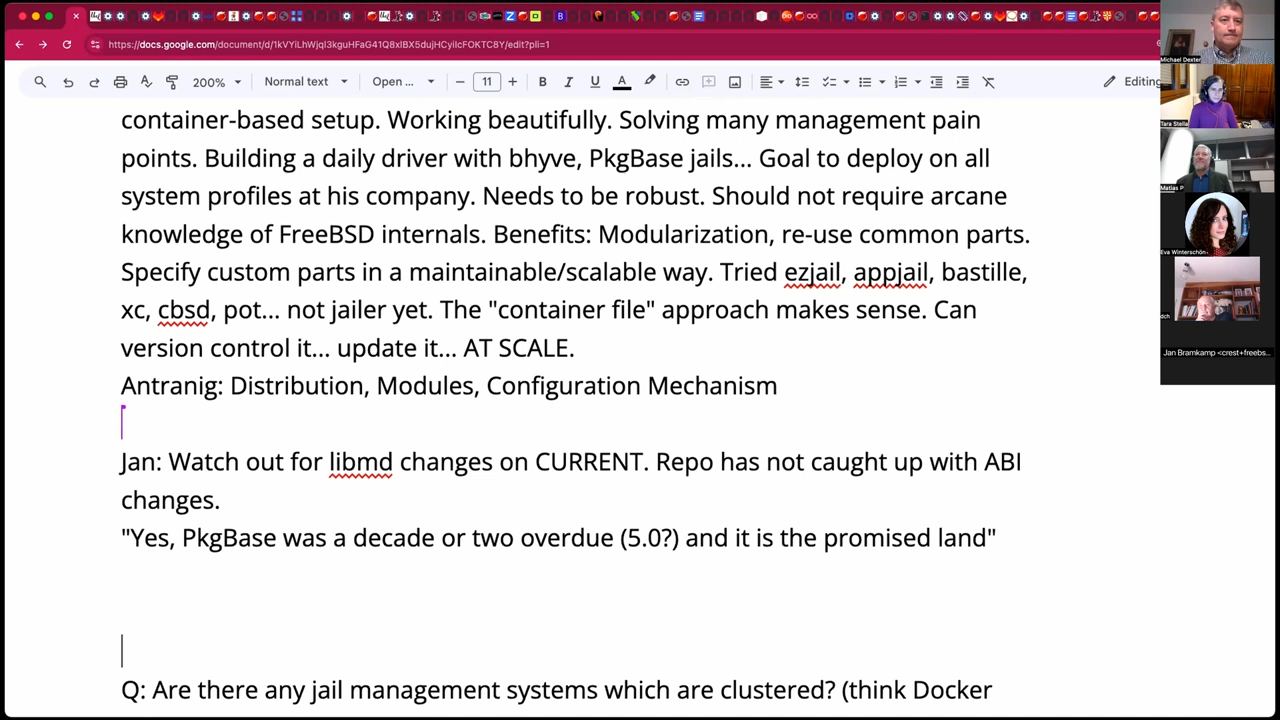 https://docs.google.com/document/d/1kVYiLhWjqI3kguHFaG41Q8xIBX5dujHCyiIcFOKTC8Y/edit?pli=1
200%
Normal text
Open ...
11
Editing
container-based setup. Working beautifully. Solving many management pain
points. Building a daily driver with bhyve, PkgBase jails... Goal to deploy on all
system profiles at his company. Needs to be robust. Should not require arcane
knowledge of FreeBSD internals. Benefits: Modularization, re-use common parts.
Specify custom parts in a maintainable/scalable way. Tried ezjail, appjail, bastille,
xc, cbsd, pot... not jailer yet. The "container file" approach makes sense. Can
version control it... update it... AT SCALE.
Antranig: Distribution, Modules, Configuration Mechanism
Jan: Watch out for libmd changes on CURRENT. Repo has not caught up with ABI
changes.
"Yes, PkgBase was a decade or two overdue (5.0?) and it is the promised land"
Q: Are there any jail management systems which are clustered? (think Docker
Michael Dexter
Tara Stella
Matias P
Eva Winterschön
dch
Jan Bramkamp <crest+freebs...